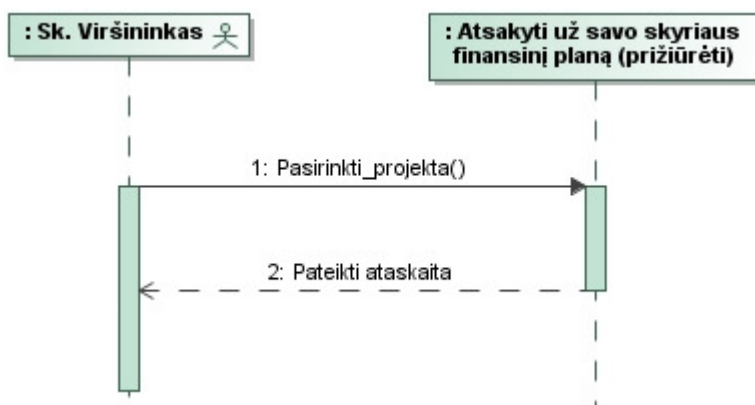 : Sk. Viršininkas
: Atsakyti už savo skyriaus
finansinį planą (prižiūrėti)
1: Pasirinkti_projekta()
2: Pateikti ataskaita